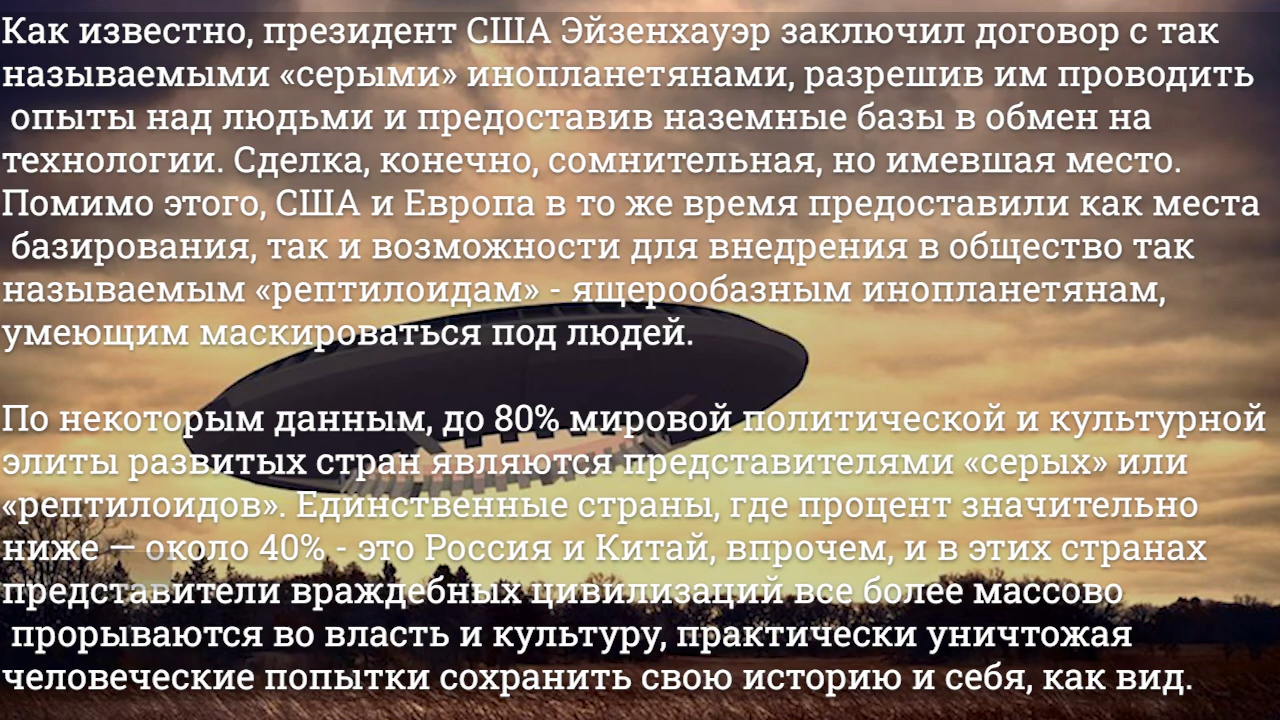 Как известно, президент США Эйзенхауэр заключил договор с так
называемыми «серыми» инопланетянами, разрешив им проводить
опыты над людьми и предоставив наземные базы в обмен на
технологии. Сделка, конечно, сомнительная, но имевшая место.
Помимо этого, США и Европа в то же время предоставили как места
базирования, так и возможности для внедрения в общество так
называемым «рептилоидам» - ящерообазным инопланетянам,
умеющим маскироваться под людей.
По некоторым данным, до 80% мировой политической и культурной
элиты развитых стран являются представителями «серых» или
«рептилоидов». Единственные страны, где процент значительно
ниже — около 40% - это Россия и Китай, впрочем, и в этих странах
представители враждебных цивилизаций все более массово
прорываются во власть и культуру, практически уничтожая
человеческие попытки сохранить свою историю и себя, как вид.